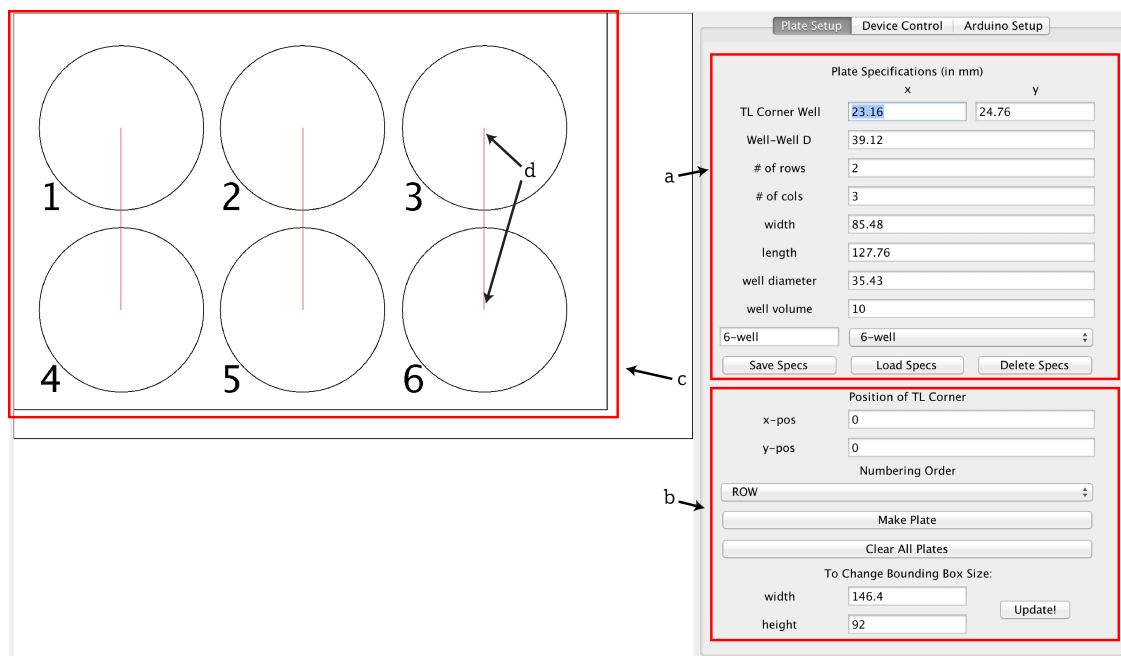 Plate Setup Device Control Arduino Setup
Plate Specifications (in mm)
x y
TL Corner Well 23.16 24.76
Well-Well D 39.12
# of rows 2
# of cols 3
width 85.48
length 127.76
well diameter 35.43
well volume 10
6-well 6-well
Save Specs Load Specs Delete Specs
Position of TL Corner
x-pos 0
y-pos 0
Numbering Order
ROW
Make Plate
Clear All Plates
To Change Bounding Box Size:
width 146.4
Update!
height 92
1 2 3
4 5 6
a
b
c
d